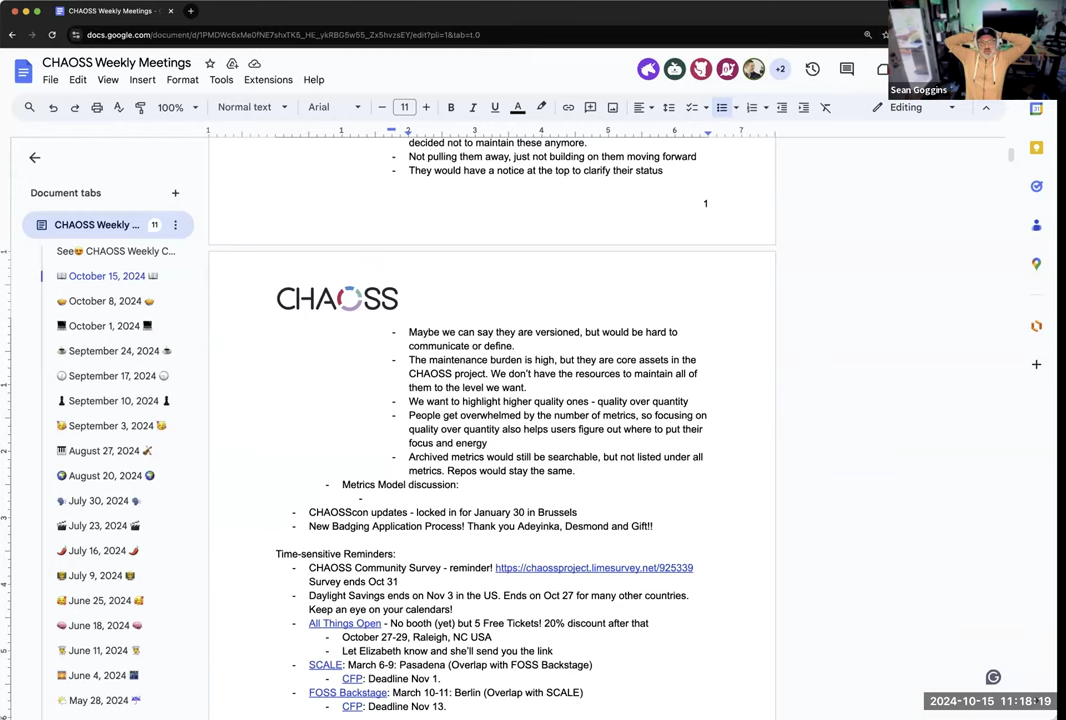 CHAOSS Weekly Meetings -
docs.google.com/document/d/1PMDWc6xMe0fNE7shxTK5_HE_ykRBG5w55_Zx5hvzsEY/edit?pli=1&tab=t.0
CHAOSS Weekly Meetings
File Edit View Insert Format Tools Extensions Help
+2
Sean Goggins
100% Normal text Arial 11 B I U A Editing
1 1 2 3 4 5 6 7
decided not to maintain these anymore.
- Not pulling them away, just not building on them moving forward
- They would have a notice at the top to clarify their status
1
Document tabs
CHAOSS Weekly ... 11
See😍 CHAOSS Weekly C...
📖 October 15, 2024 📖
🥧 October 8, 2024 🥧
💻 October 1, 2024 💻
☕ September 24, 2024 ☕
September 17, 2024
♟ September 10, 2024 ♟
🥳 September 3, 2024 🥳
🎹 August 27, 2024 🎻
🌍 August 20, 2024 🌍
🗣 July 30, 2024 🗣
🎬 July 23, 2024 🎬
🌶 July 16, 2024 🌶
July 9, 2024
🥰 June 25, 2024 🥰
🧠 June 18, 2024 🧠
June 11, 2024
🌅 June 4, 2024 🌆
🌤 May 28, 2024 ☔
CHAOSS
- Maybe we can say they are versioned, but would be hard to
communicate or define.
- The maintenance burden is high, but they are core assets in the
CHAOSS project. We don't have the resources to maintain all of
them to the level we want.
- We want to highlight higher quality ones - quality over quantity
- People get overwhelmed by the number of metrics, so focusing on
quality over quantity also helps users figure out where to put their
focus and energy
- Archived metrics would still be searchable, but not listed under all
metrics. Repos would stay the same.
- Metrics Model discussion:
-
- CHAOSScon updates - locked in for January 30 in Brussels
- New Badging Application Process! Thank you Adeyinka, Desmond and Gift!!
Time-sensitive Reminders:
- CHAOSS Community Survey - reminder! https://chaossproject.limesurvey.net/925339
Survey ends Oct 31
- Daylight Savings ends on Nov 3 in the US. Ends on Oct 27 for many other countries.
Keep an eye on your calendars!
- All Things Open - No booth (yet) but 5 Free Tickets! 20% discount after that
- October 27-29, Raleigh, NC USA
- Let Elizabeth know and she'll send you the link
- SCALE: March 6-9: Pasadena (Overlap with FOSS Backstage)
- CFP: Deadline Nov 1.
- FOSS Backstage: March 10-11: Berlin (Overlap with SCALE)
- CFP: Deadline Nov 13.
2024-10-15 11:18:19